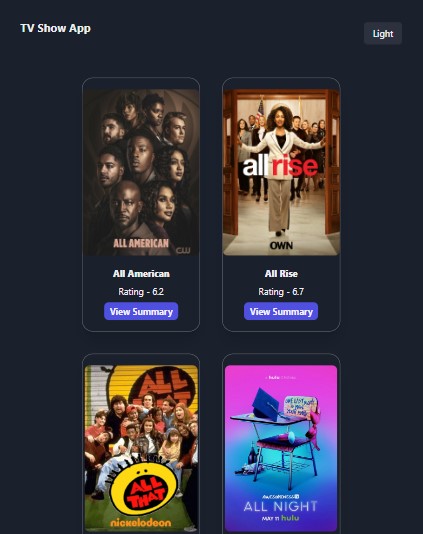 TV Show App
Light
ALL AMERICAN
CW
all rise
OWN
All American
Rating - 6.2
View Summary
All Rise
Rating - 6.7
View Summary
ALL THAT
ALL
THAT
nickelodeon
hulu
AWESOMENESS
ALL NIGHT
MAY 11 hulu